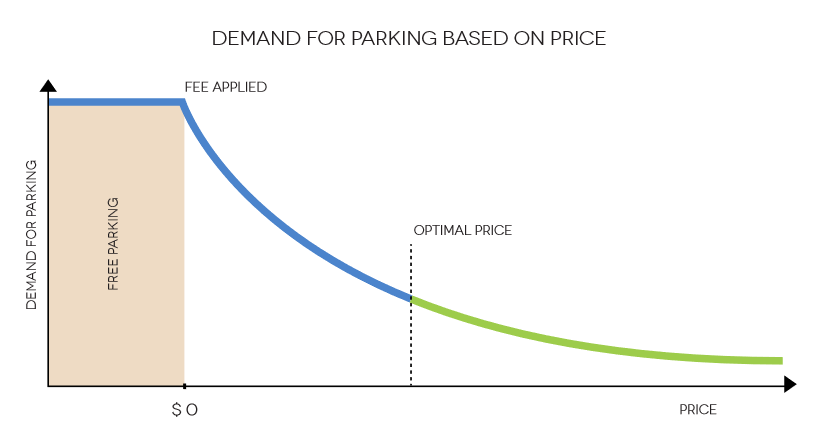 DEMAND FOR PARKING BASED ON PRICE
FEE APPLIED
DEMAND FOR PARKING
FREE PARKING
OPTIMAL PRICE
$ 0
PRICE